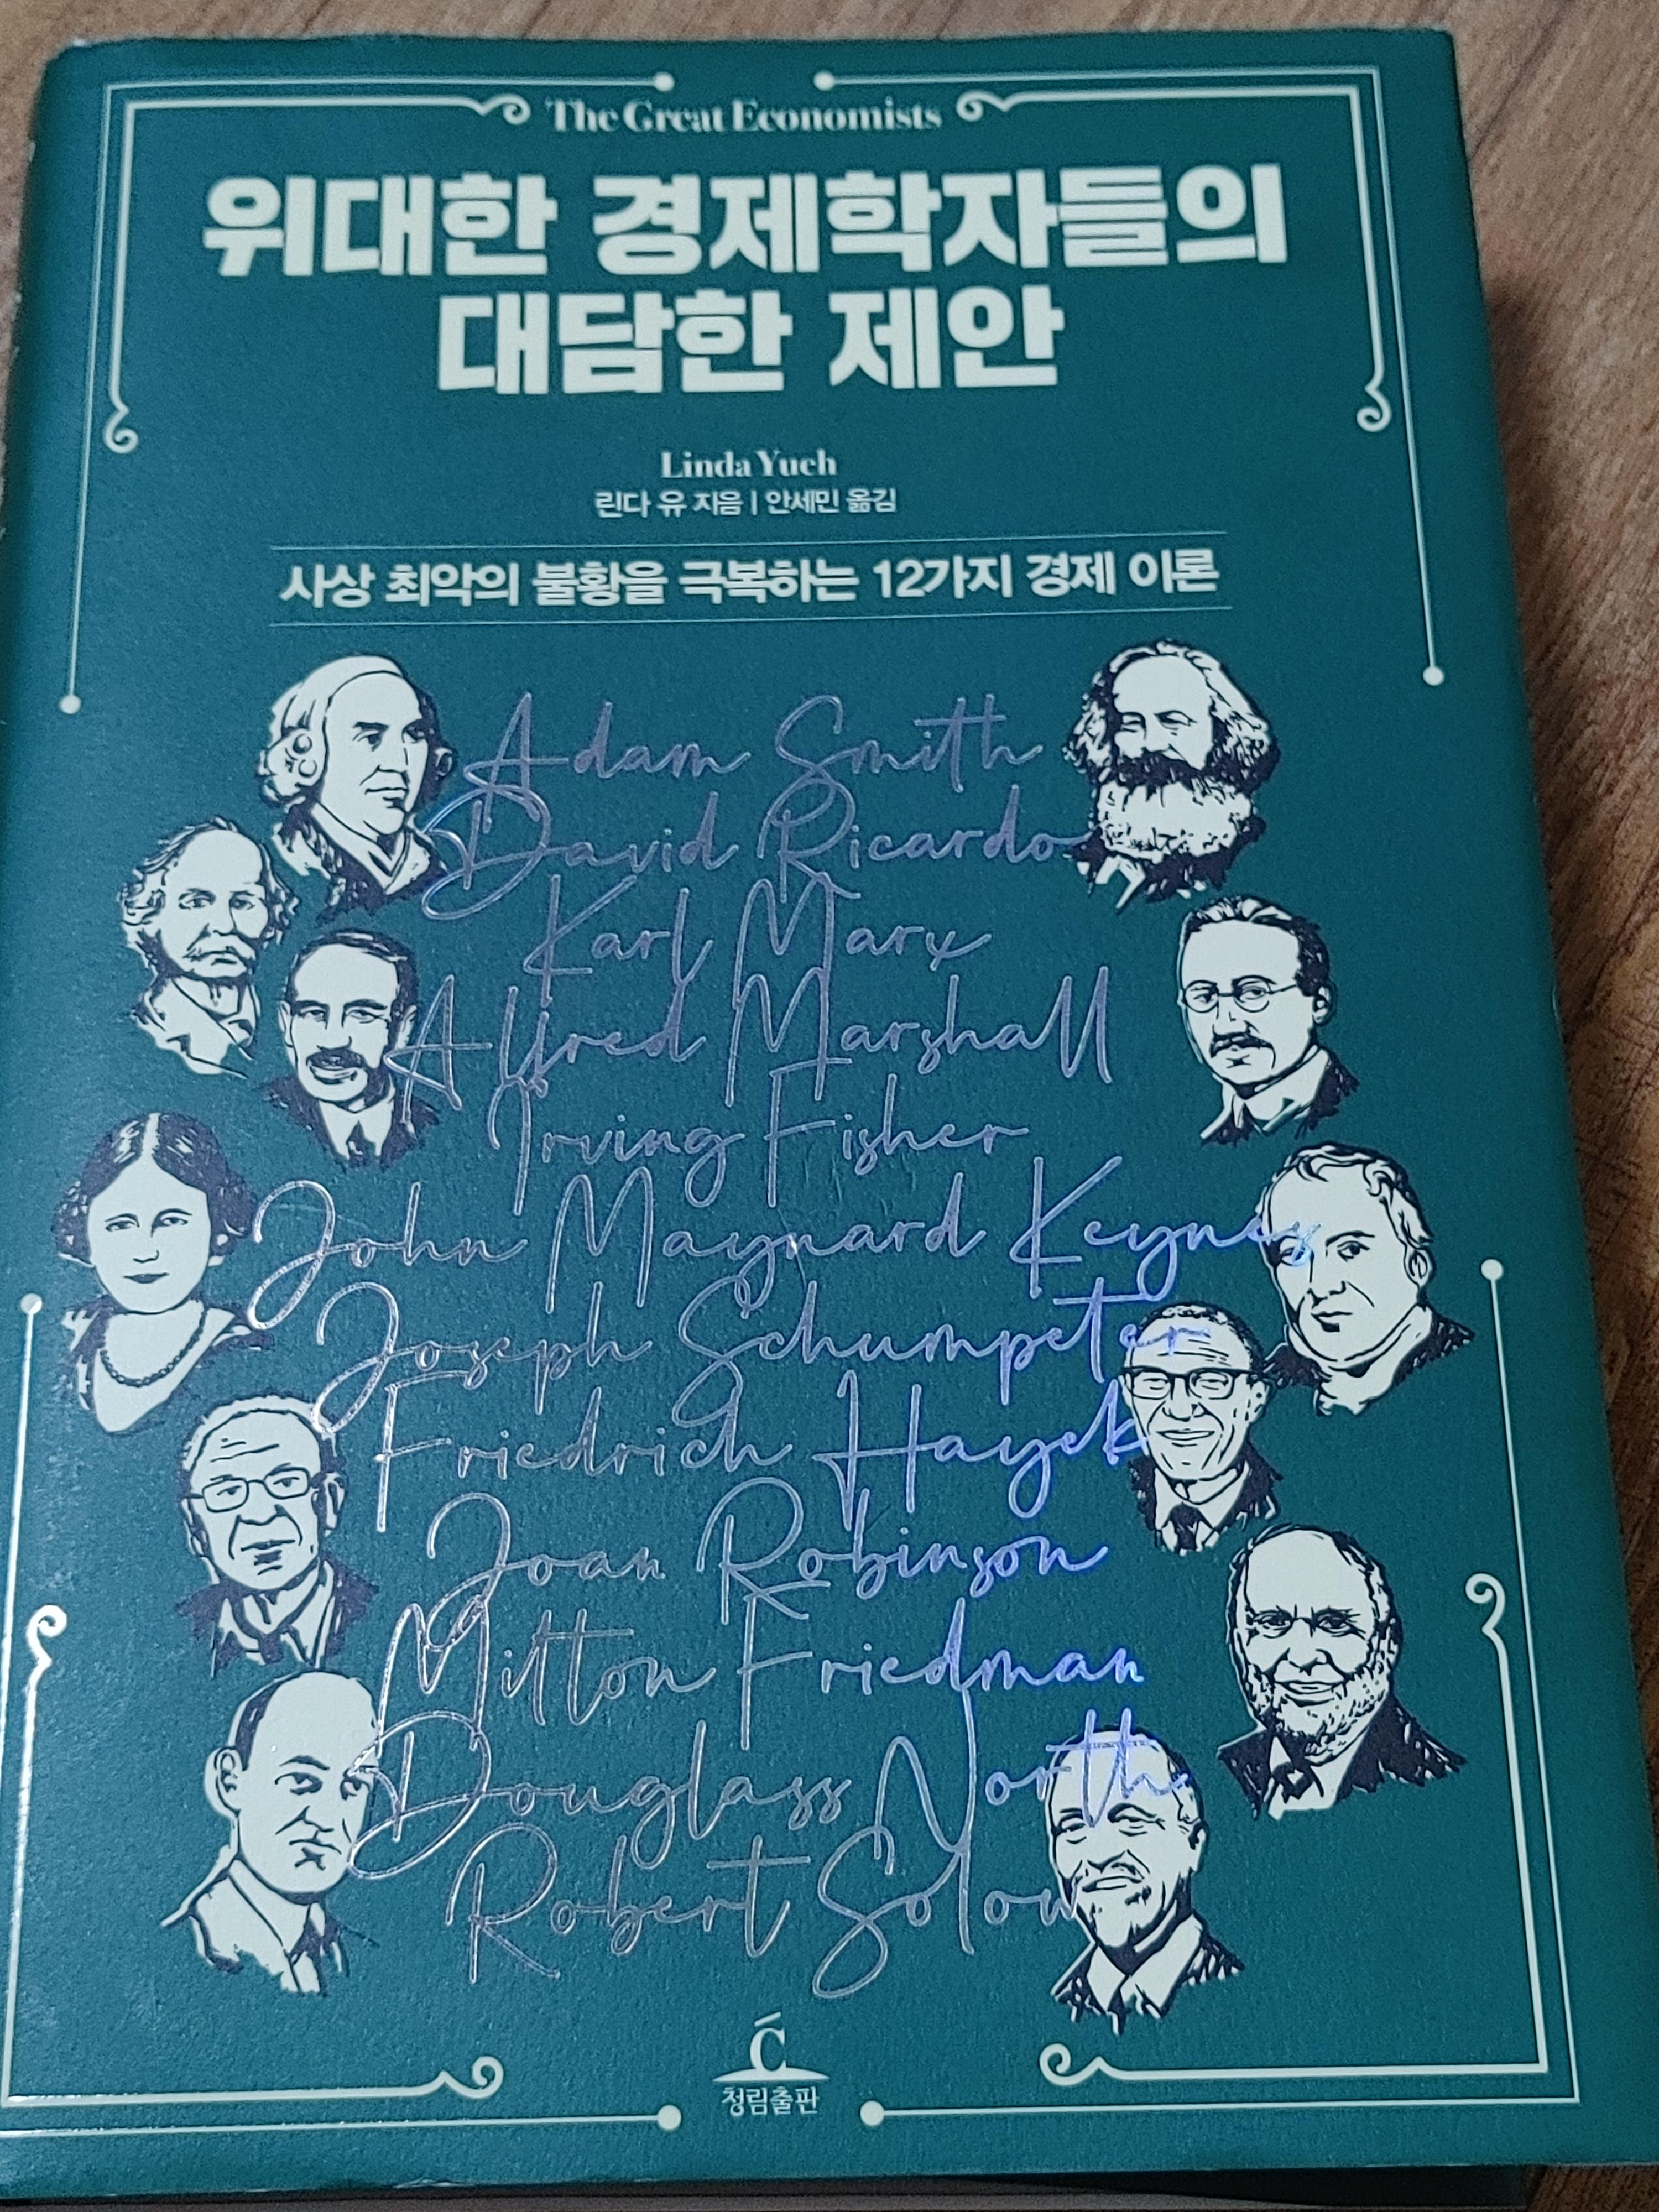 The Great Economists
위대한 경제학자들의
대담한 제안
Linda Yueh
린다 유 지음 | 안세민 옮김
사상 최악의 불황을 극복하는 12가지 경제 이론
Adam Smith
David Ricardo
Karl Marx
Alfred Marshall
Irving Fisher
John Maynard Keynes
Joseph Schumpeter
Friedrich Hayek
Joan Robinson
Milton Friedman
Douglass North
Robert Solow
Ć
청림출판